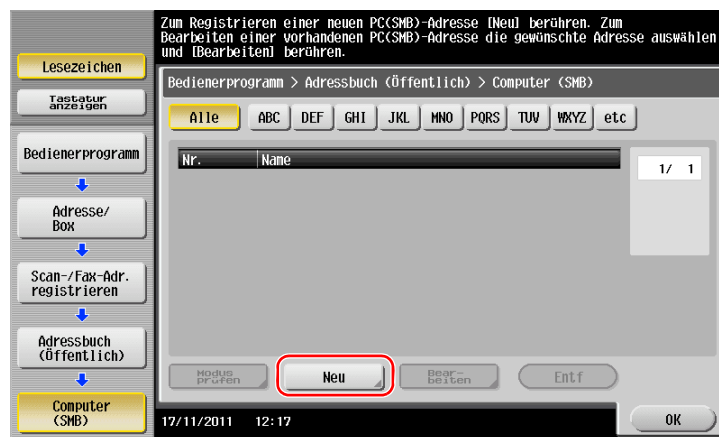 Zum Registrieren einer neuen PC(SMB)-Adresse [Neu] berühren. Zum
Bearbeiten einer vorhandenen PC(SMB)-Adresse die gewünschte Adresse auswählen
und [Bearbeiten] berühren.
Lesezeichen
Tastatur
anzeigen
Bedienerprogramm
Adresse/
Box
Scan-/Fax-Adr.
registrieren
Adressbuch
(Öffentlich)
Computer
(SMB)
Bedienerprogramm > Adressbuch (Öffentlich) > Computer (SMB)
Alle ABC DEF GHI JKL MNO PQRS TUV WXYZ etc
Nr. Name
1/ 1
Modus
prüfen
Neu
Bear-
beiten
Entf
17/11/2011 12:17
OK